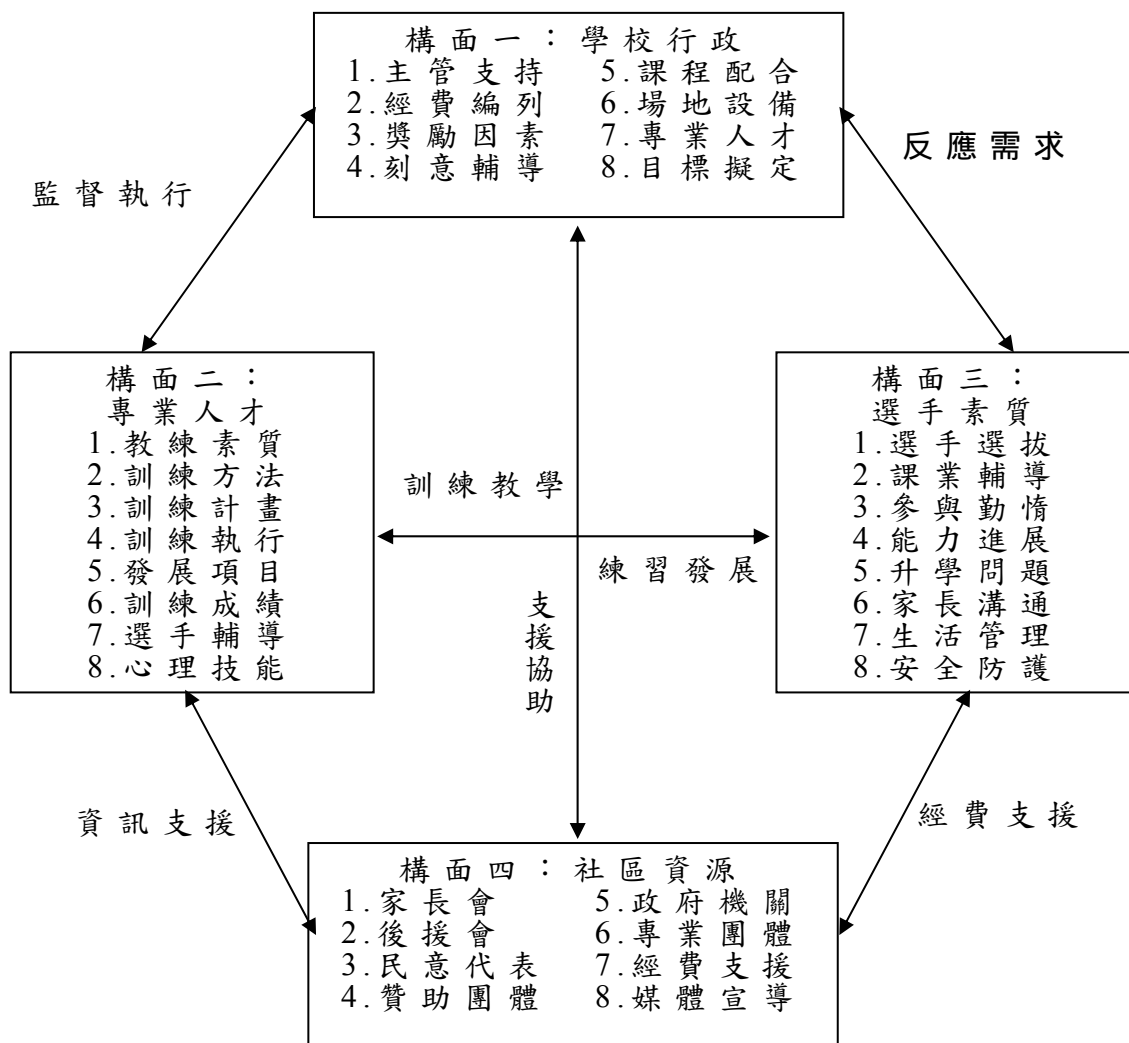 構面一：學校行政
1.主管支持 5.課程配合
2.經費編列 6.場地設備
3.獎勵因素 7.專業人才
4.刻意輔導 8.目標擬定
反應需求
監督執行
構面二：
專業人才
1.教練素質
2.訓練方法
3.訓練計畫
4.訓練執行
5.發展項目
6.訓練成績
7.選手輔導
8.心理技能
訓練教學
練習發展
支援協助
構面三：
選手素質
1.選手選拔
2.課業輔導
3.參與勤惰
4.能力進展
5.升學問題
6.家長溝通
7.生活管理
8.安全防護
資訊支援
經費支援
構面四：社區資源
1.家長會 5.政府機關
2.後援會 6.專業團體
3.民意代表 7.經費支援
4.贊助團體 8.媒體宣導